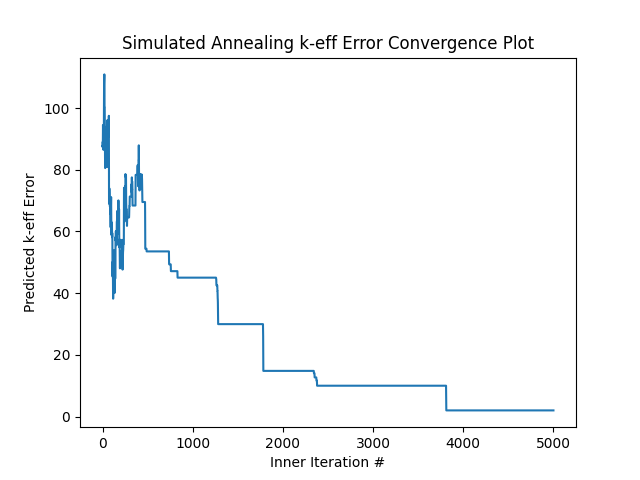 Simulated Annealing k-eff Error Convergence Plot
Predicted k-eff Error
100
80
60
40
20
0
0 1000 2000 3000 4000 5000
Inner Iteration #